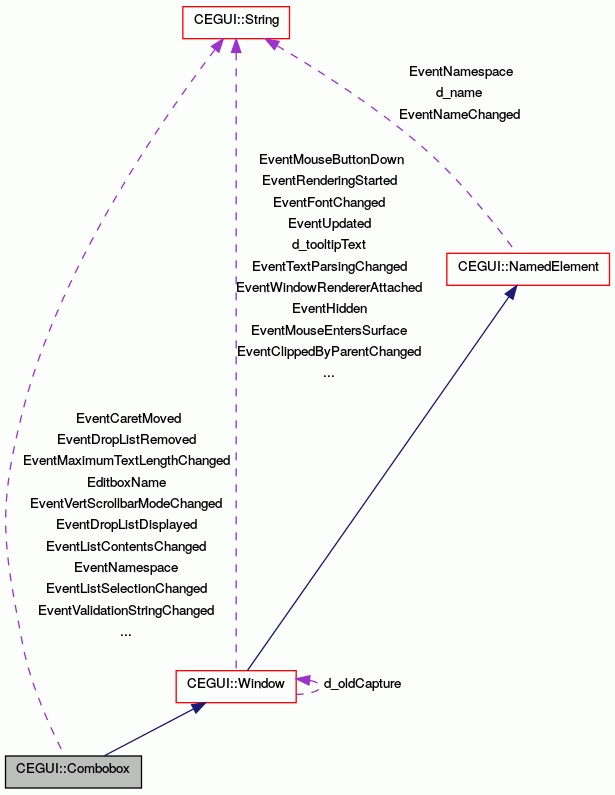 CEGUI::String
EventNamespace
d_name
EventNameChanged
EventMouseButtonDown
EventRenderingStarted
EventFontChanged
EventUpdated
d_tooltipText
EventTextParsingChanged
EventWindowRendererAttached
EventHidden
EventMouseEntersSurface
EventClippedByParentChanged
...
CEGUI::NamedElement
EventCaretMoved
EventDropListRemoved
EventMaximumTextLengthChanged
EditboxName
EventVertScrollbarModeChanged
EventDropListDisplayed
EventListContentsChanged
EventNamespace
EventListSelectionChanged
EventValidationStringChanged
...
CEGUI::Window
d_oldCapture
CEGUI::Combobox